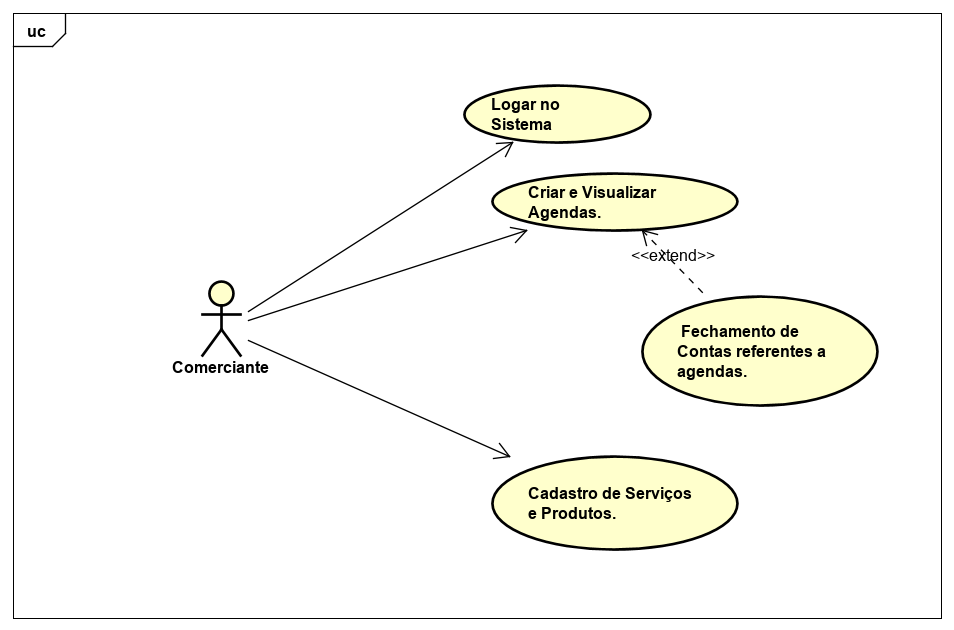 uc
Logar no
Sistema
Criar e Visualizar
Agendas.
<<extend>>
Fechamento de
Contas referentes a
agendas.
Comerciante
Cadastro de Serviços
e Produtos.